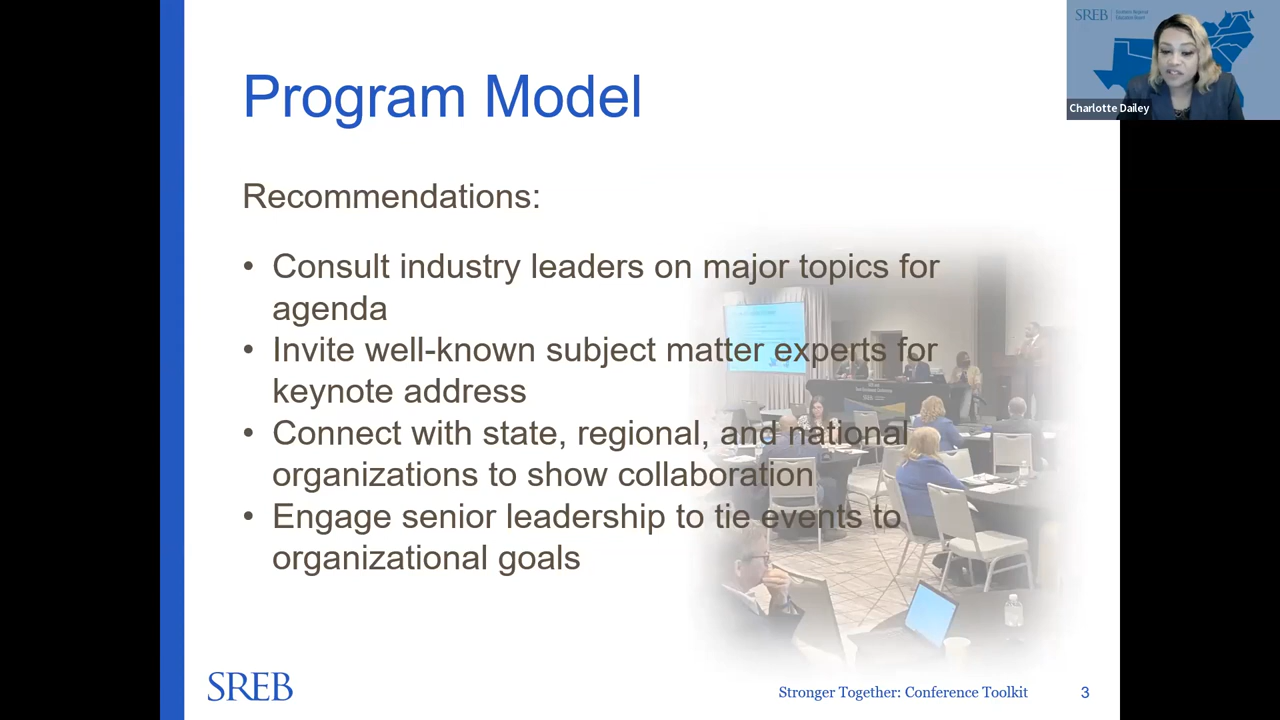 SREB
Charlotte Dailey
Program Model
Recommendations:
• Consult industry leaders on major topics for
agenda
• Invite well-known subject matter experts for
keynote address
• Connect with state, regional, and national
organizations to show collaboration
• Engage senior leadership to tie events to
organizational goals
SREB
Stronger Together: Conference Toolkit
3